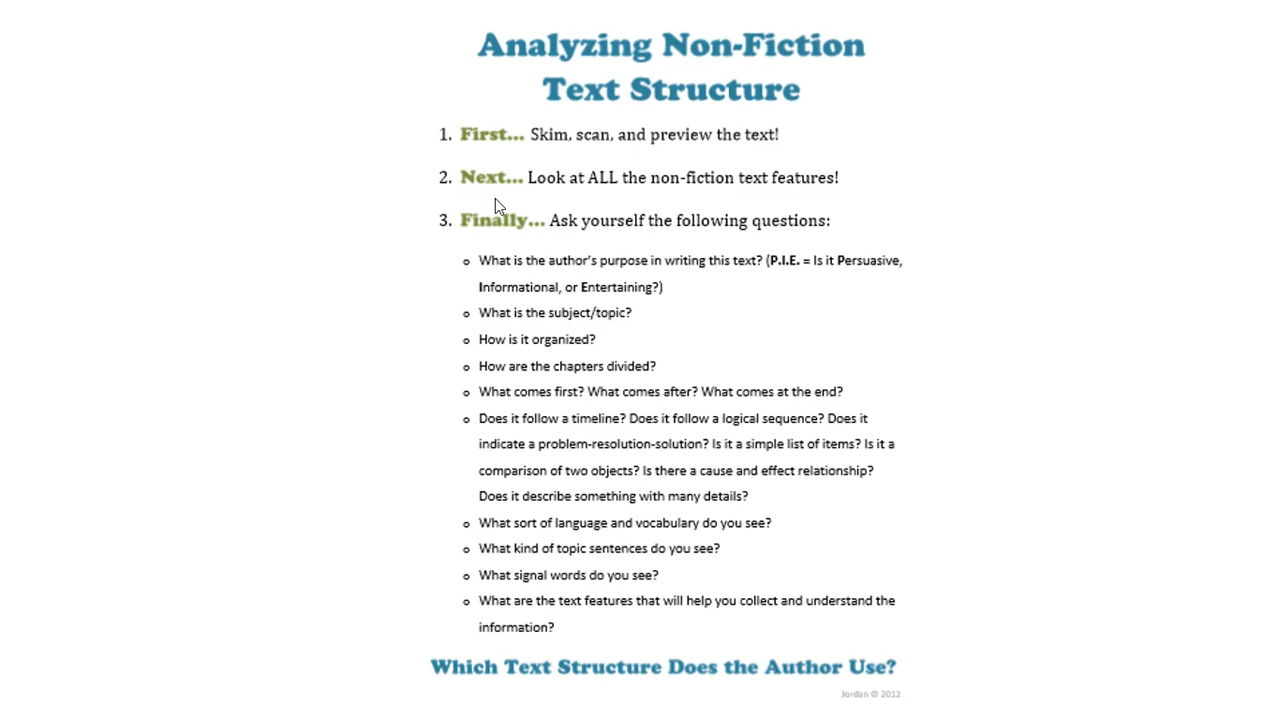 Analyzing Non-Fiction
Text Structure
1. First... Skim, scan, and preview the text!
2. Next... Look at ALL the non-fiction text features!
3. Finally... Ask yourself the following questions:
o What is the author's purpose in writing this text? (P.I.E. = Is it Persuasive,
Informational, or Entertaining?)
o What is the subject/topic?
o How is it organized?
o How are the chapters divided?
o What comes first? What comes after? What comes at the end?
o Does it follow a timeline? Does it follow a logical sequence? Does it
indicate a problem-resolution-solution? Is it a simple list of items? Is it a
comparison of two objects? Is there a cause and effect relationship?
Does it describe something with many details?
o What sort of language and vocabulary do you see?
o What kind of topic sentences do you see?
o What signal words do you see?
o What are the text features that will help you collect and understand the
information?
Which Text Structure Does the Author Use?
Jordan © 2012